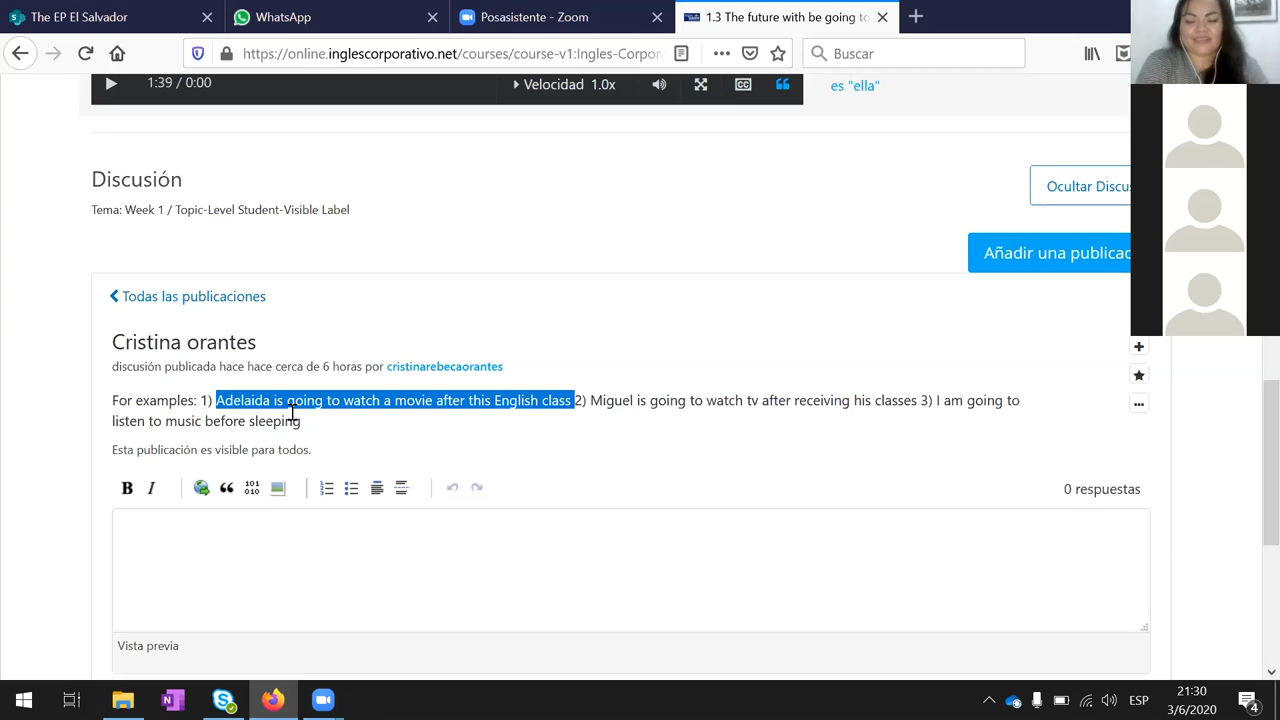 The EP El Salvador
WhatsApp
Posasistente - Zoom
1.3 The future with be going to
https://online.inglescorporativo.net/courses/course-v1:Ingles-Corpor
Buscar
1:39 / 0:00
Velocidad 1.0x
es "ella"
Discusión
Ocultar Discu
Tema: Week 1 / Topic-Level Student-Visible Label
Añadir una publicac
Todas las publicaciones
Cristina orantes
discusión publicada hace hace cerca de 6 horas por cristinarebecaorantes
For examples: 1) Adelaida is going to watch a movie after this English class 2) Miguel is going to watch tv after receiving his classes 3) I am going to
listen to music before sleeping
Esta publicación es visible para todos.
B I 101 010
0 respuestas
Vista previa
ESP
21:30
3/6/2020
4